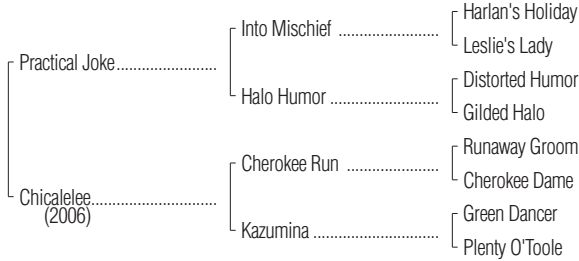 Harlan's Holiday
Into Mischief ........................
Leslie's Lady
Practical Joke........................
Distorted Humor
Halo Humor ..........................
Gilded Halo
Runaway Groom
Cherokee Run ......................
Cherokee Dame
Chicalelee..............................
(2006)
Green Dancer
Kazumina ..............................
Plenty O'Toole